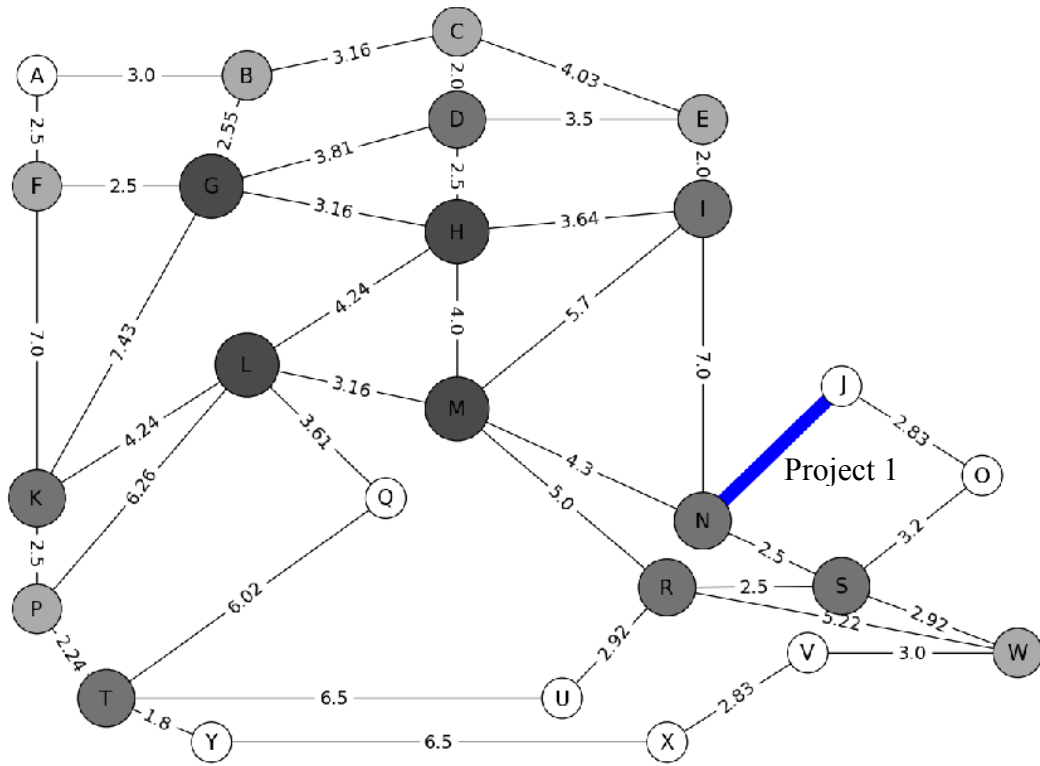 C
3.16
A
3.0
B
4.03
2.0
2.5
2.55
D
3.5
E
3.81
F
2.5
G
2.5
2.0
3.16
I
H
3.64
4.24
5.7
7.0
7.43
4.0
7.0
L
J
3.16
M
2.83
4.24
3.61
4.3
Project 1
6.26
O
K
Q
5.0
N
3.2
2.5
2.5
R
2.5
S
P
6.02
2.92
5.22
2.24
2.92
V
3.0
W
T
6.5
U
1.8
2.83
Y
6.5
X